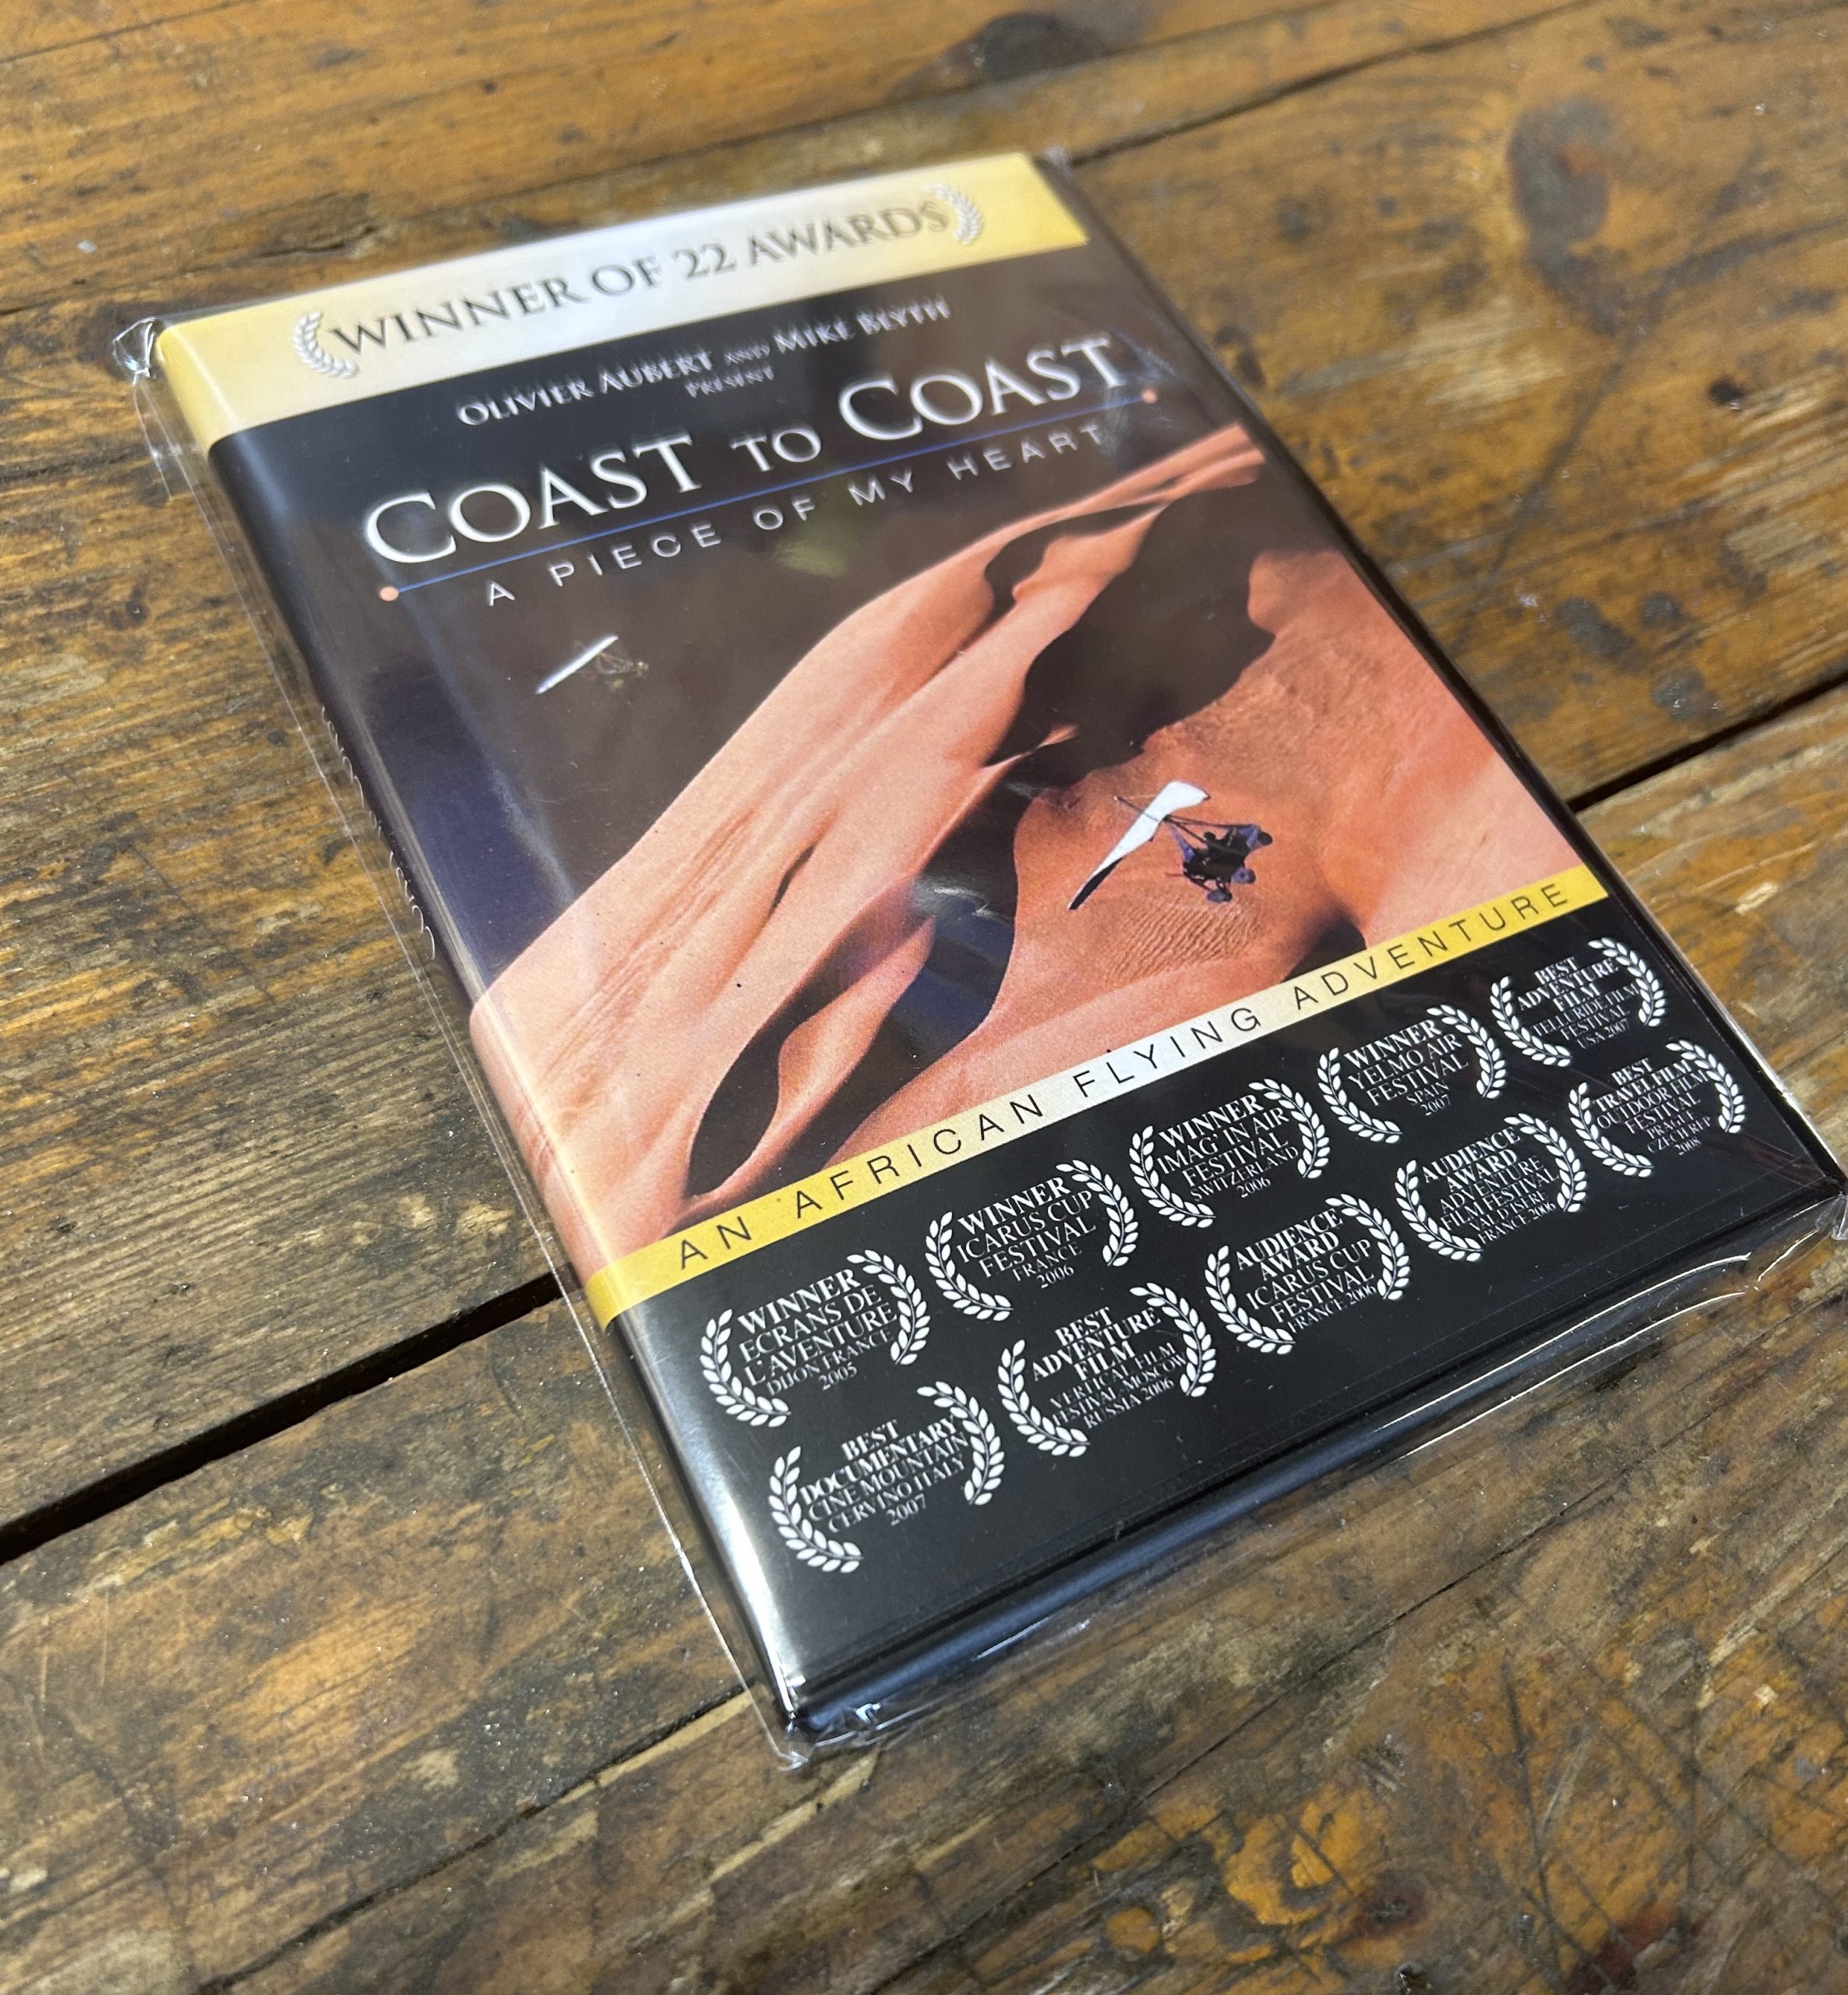 WINNER OF 22 AWARDS
OLIVIER AUBERT AND MIKE BLYTH
PRESENT
COAST TO COAST
A PIECE OF MY HEART
AN AFRICAN FLYING ADVENTURE
WINNER
ECRANS DE
L'AVENTURE
DIJON FRANCE
2005
WINNER
ICARUS CUP
FESTIVAL
FRANCE
2006
WINNER
IMAG' IN AIR
FESTIVAL
SWITZERLAND
2006
WINNER
YELMO AIR
FESTIVAL
SPAIN
2007
BEST
ADVENTURE
FILM
TELLURIDE FILM
FESTIVAL
USA 2007
BEST
DOCUMENTARY
CINE MOUNTAIN
CERVINO ITALY
2007
BEST
ADVENTURE
FILM
VERTICAL FILM
FESTIVAL MOSCOW
RUSSIA 2006
AUDIENCE
AWARD
ICARUS CUP
FESTIVAL
FRANCE 2006
AUDIENCE
AWARD
ADVENTURE
FILM FESTIVAL
VAL D'ISERE
FRANCE 2006
BEST
TRAVEL FILM
OUTDOOR FILM
FESTIVAL
PRAGUE
CZECH REP
2008